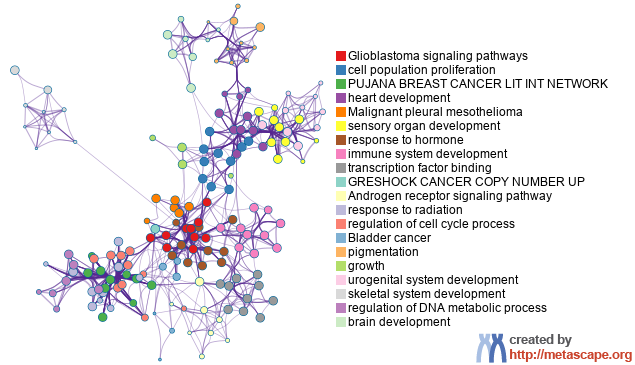 Glioblastoma signaling pathways
cell population proliferation
PUJANA BREAST CANCER LIT INT NETWORK
heart development
Malignant pleural mesothelioma
sensory organ development
response to hormone
immune system development
transcription factor binding
GRESHOCK CANCER COPY NUMBER UP
Androgen receptor signaling pathway
response to radiation
regulation of cell cycle process
Bladder cancer
pigmentation
growth
urogenital system development
skeletal system development
regulation of DNA metabolic process
brain development
created by
http://metascape.org